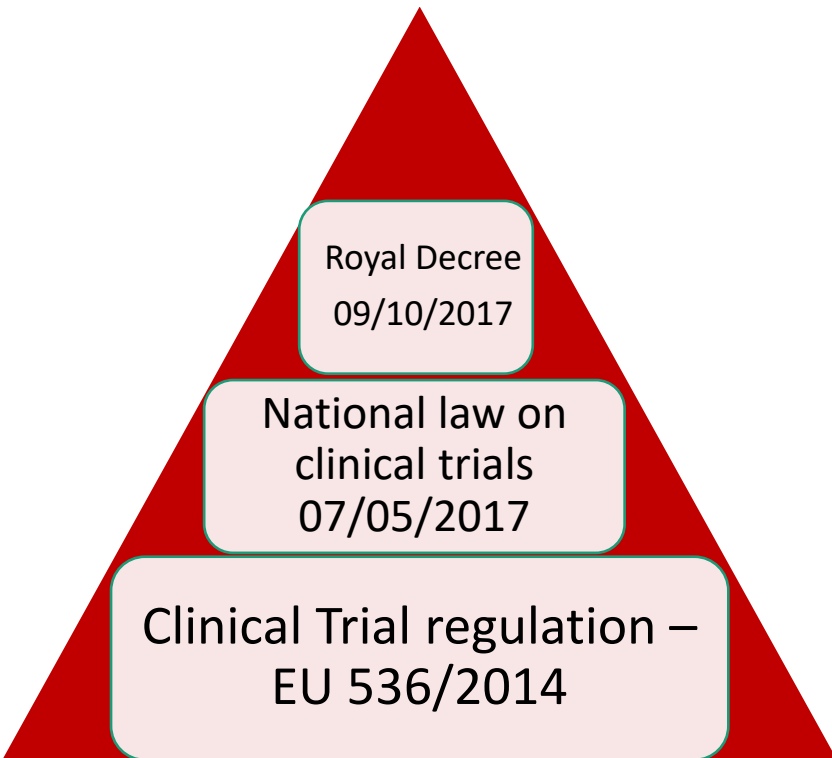 Royal Decree
09/10/2017
National law on
clinical trials
07/05/2017
Clinical Trial regulation –
EU 536/2014